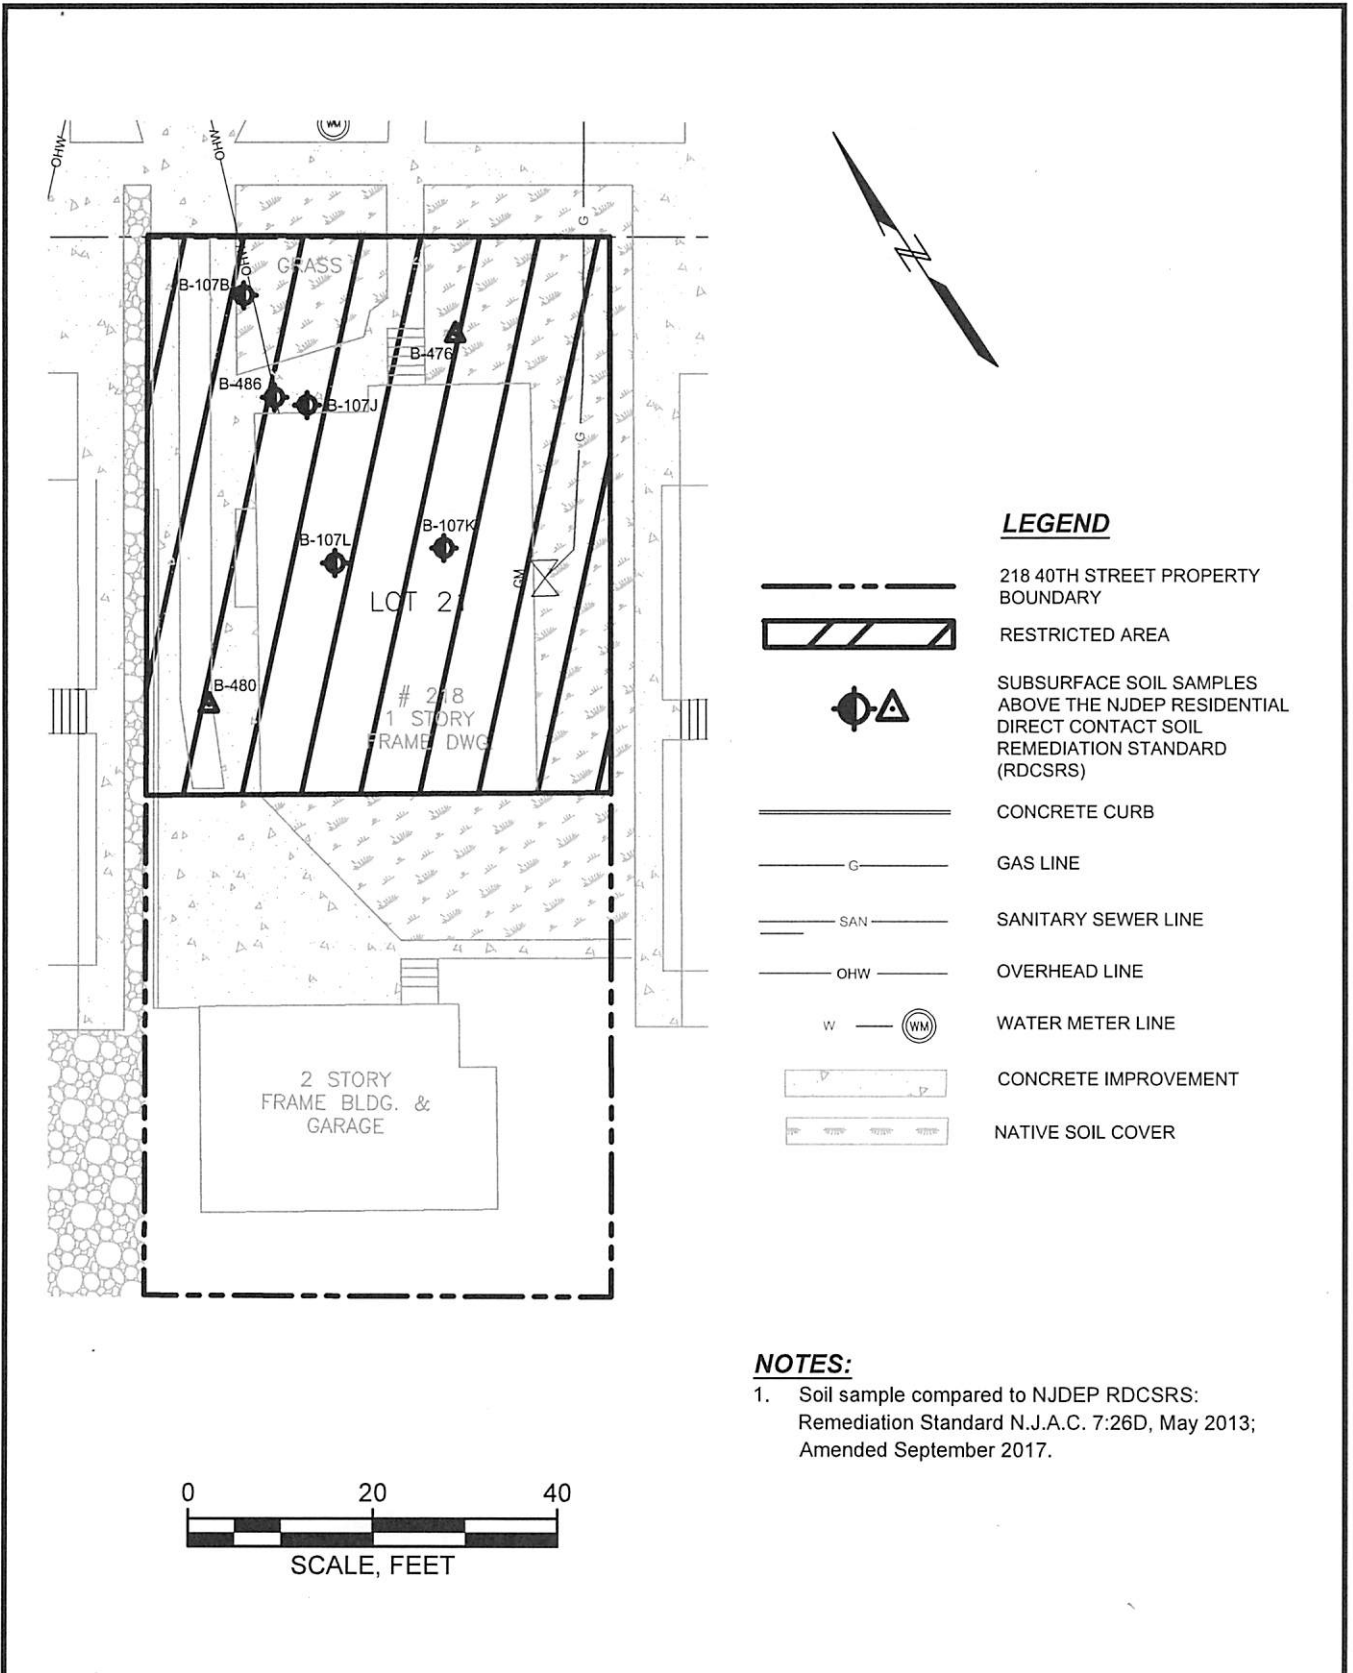 WM
OHW
OHW
G
OHW
GRASS
B-107B
B-476
B-486
B-107J
G
B-107L
B-107K
GM
LOT 21
B-480
# 218
1 STORY
FRAME DWG.
2 STORY
FRAME BLDG. &
GARAGE
0 20 40
SCALE, FEET
N
LEGEND
218 40TH STREET PROPERTY
BOUNDARY
RESTRICTED AREA
SUBSURFACE SOIL SAMPLES
ABOVE THE NJDEP RESIDENTIAL
DIRECT CONTACT SOIL
REMEDIATION STANDARD
(RDCSRS)
CONCRETE CURB
G GAS LINE
SAN SANITARY SEWER LINE
OHW OVERHEAD LINE
W WM WATER METER LINE
CONCRETE IMPROVEMENT
NATIVE SOIL COVER
NOTES:
1. Soil sample compared to NJDEP RDCSRS:
Remediation Standard N.J.A.C. 7:26D, May 2013;
Amended September 2017.